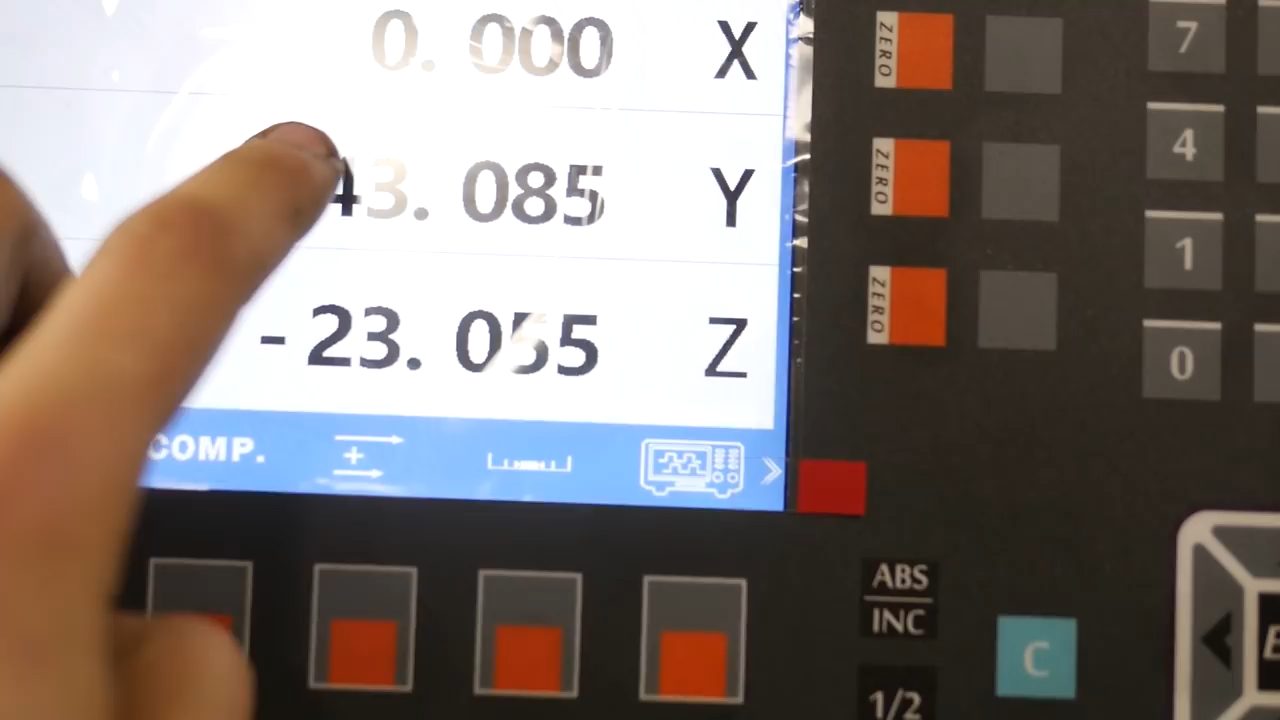 0.000 X
43.085 Y
-23.055 Z
COMP.
+
ZERO
ZERO
ZERO
7
4
1
0
ABS
INC
1/2
C